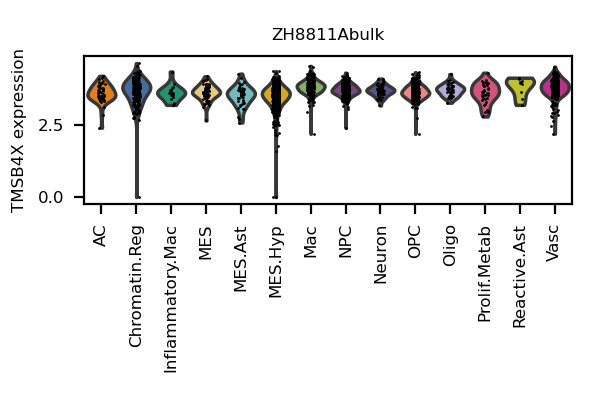 ZH8811Abulk
TMSB4X expression
2.5
0.0
AC
Chromatin.Reg
Inflammatory.Mac
MES
MES.Ast
MES.Hyp
Mac
NPC
Neuron
OPC
Oligo
Prolif.Metab
Reactive.Ast
Vasc